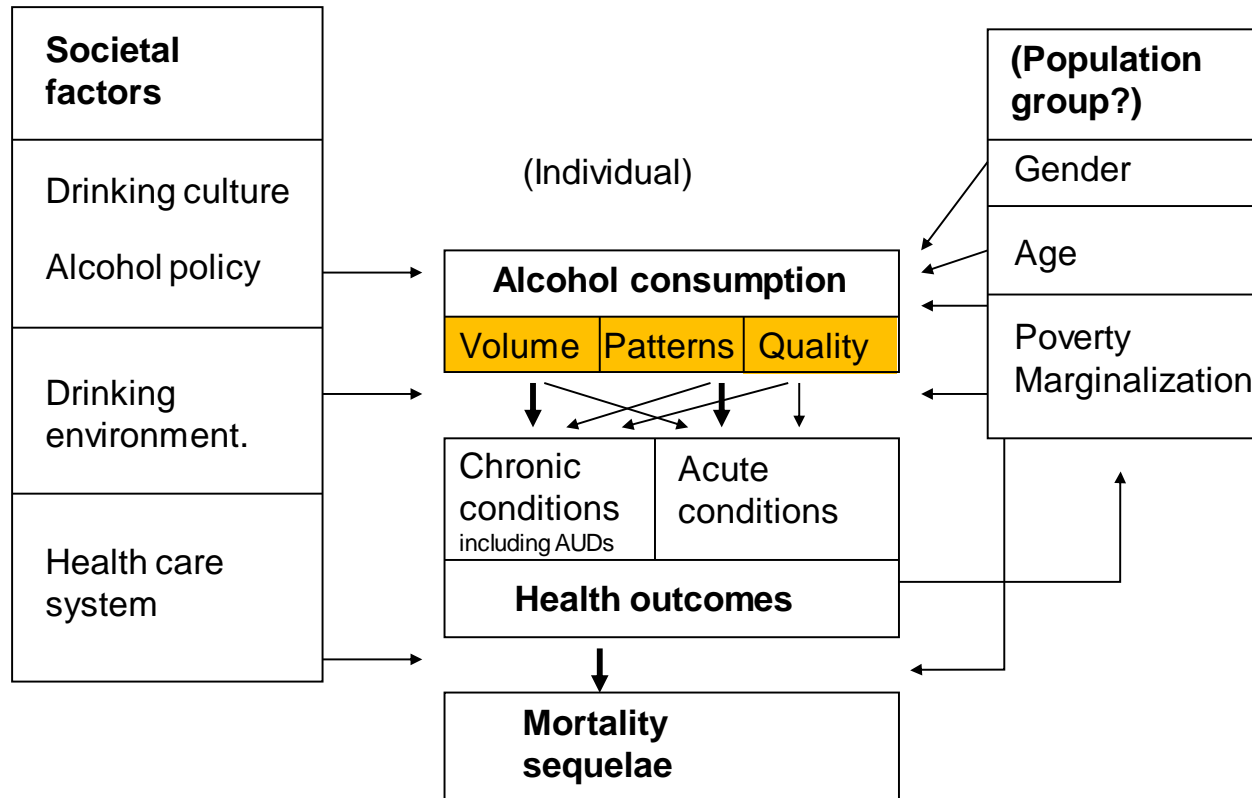 Societal
factors
Drinking culture
Alcohol policy
Drinking
environment.
Health care
system
(Individual)
Alcohol consumption
Volume
Patterns
Quality
Chronic
conditions
including AUDs
Acute
conditions
Health outcomes
Mortality
sequelae
(Population
group?)
Gender
Age
Poverty
Marginalization